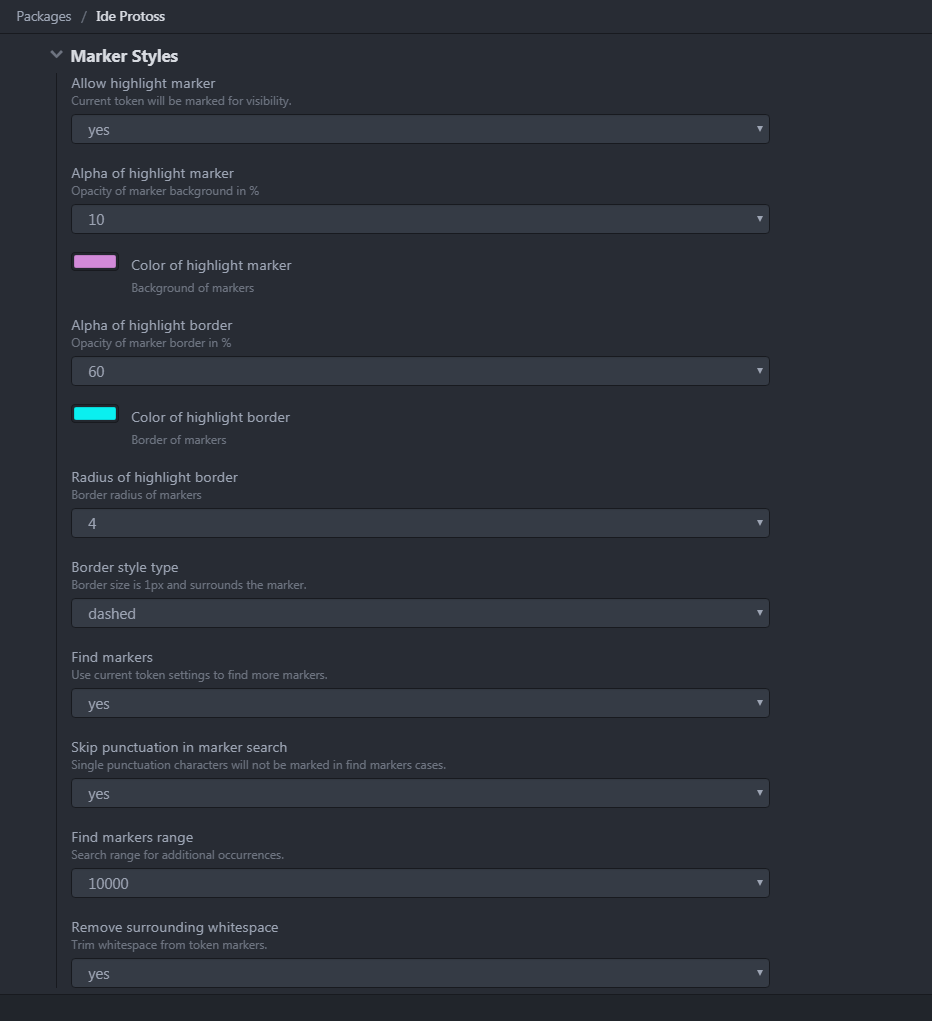 Packages / Ide Protoss
Marker Styles
Allow highlight marker
Current token will be marked for visibility.
yes
Alpha of highlight marker
Opacity of marker background in %
10
Color of highlight marker
Background of markers
Alpha of highlight border
Opacity of marker border in %
60
Color of highlight border
Border of markers
Radius of highlight border
Border radius of markers
4
Border style type
Border size is 1px and surrounds the marker.
dashed
Find markers
Use current token settings to find more markers.
yes
Skip punctuation in marker search
Single punctuation characters will not be marked in find markers cases.
yes
Find markers range
Search range for additional occurrences.
10000
Remove surrounding whitespace
Trim whitespace from token markers.
yes